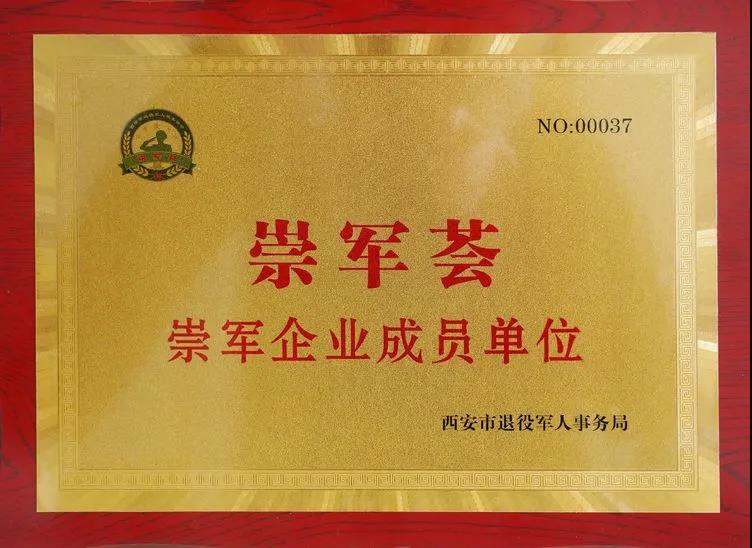 NO:00037
崇军荟
崇军企业成员单位
西安市退役军人事务局